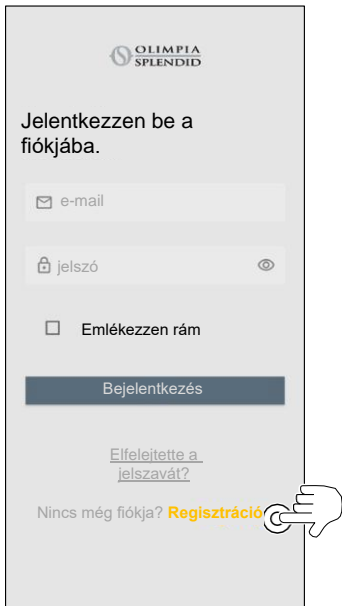 OLIMPIA
SPLENDID
Jelentkezzen be a
fiókjába.
e-mail
jelszó
Emlékezzen rám
Bejelentkezés
Elfelejtette a
jelszavát?
Nincs még fiókja? Regisztráció